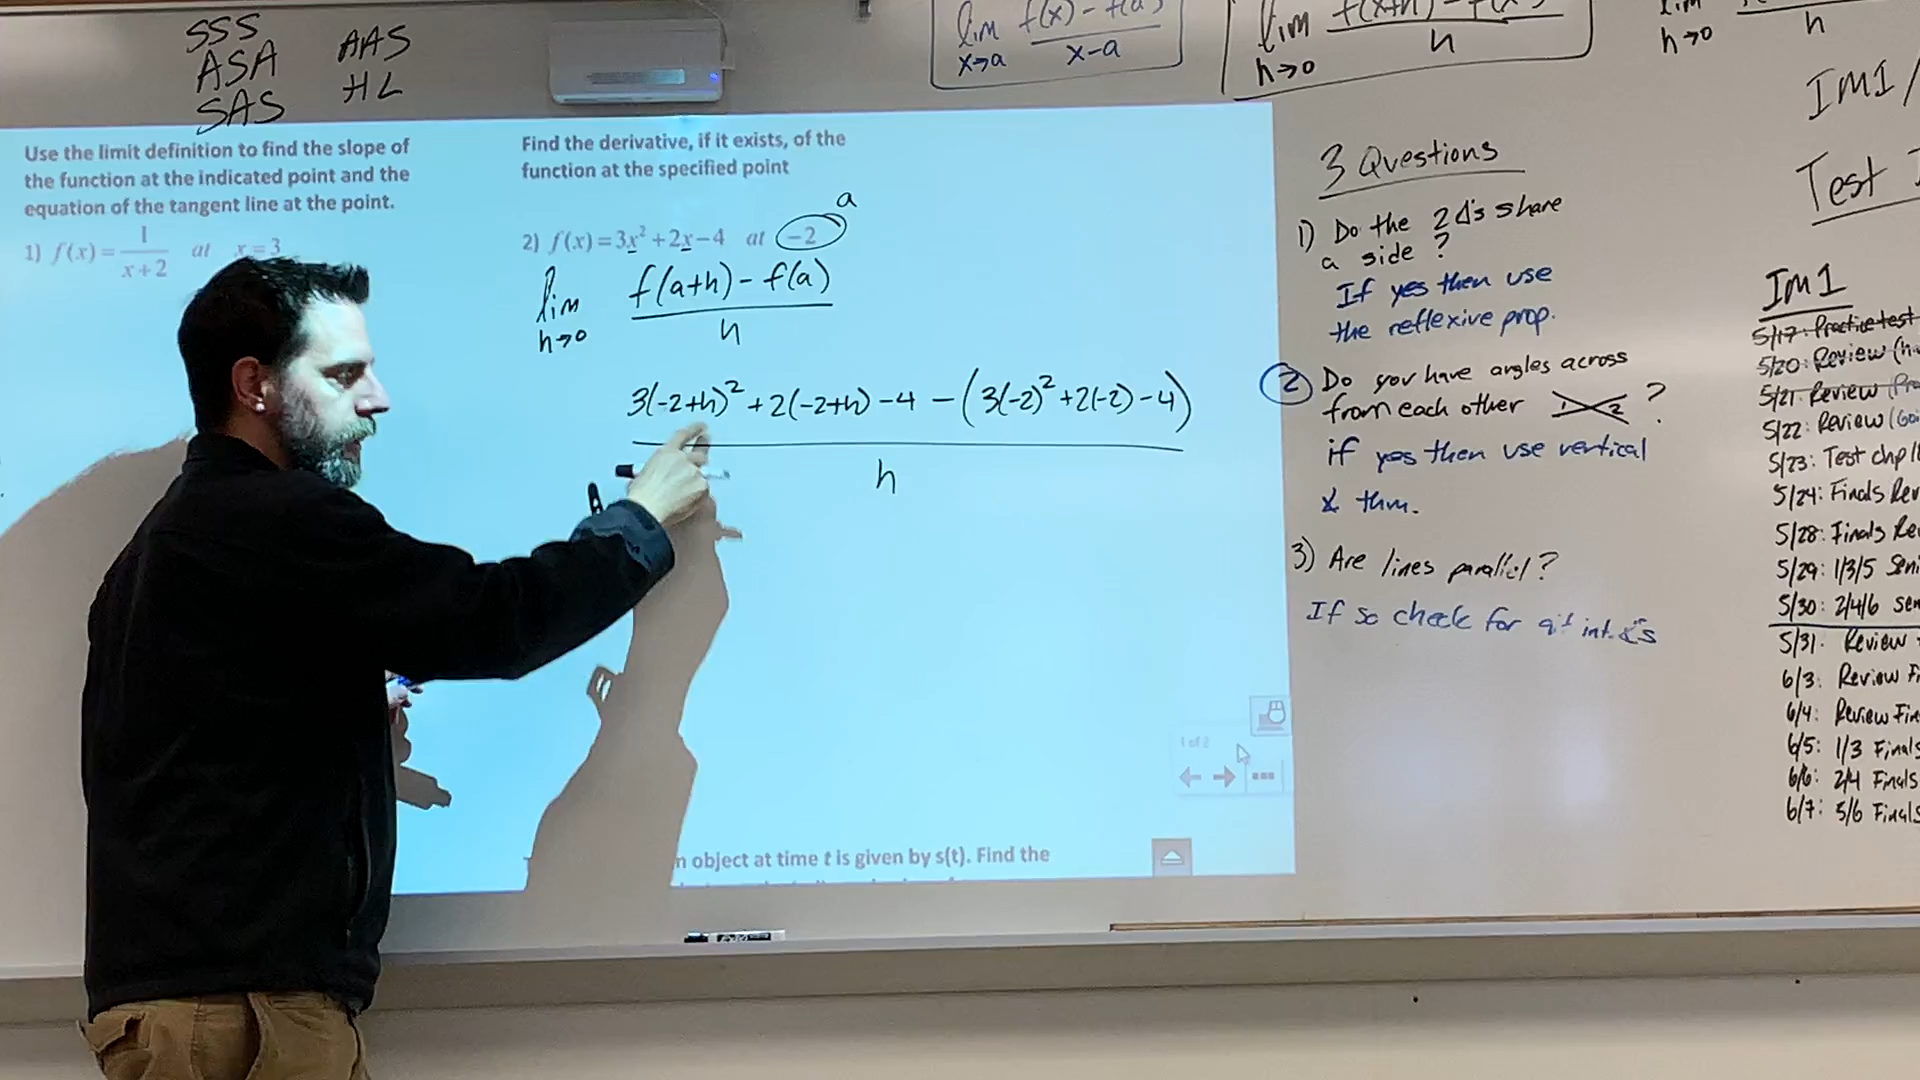 SSS
ASA
SAS
AAS
HL
lim x→a f(x) - f(a) / x-a
lim h→0 f(x+h) - f(x) / h
lim h→0 / h
IM1/
Test
Use the limit definition to find the slope of
the function at the indicated point and the
equation of the tangent line at the point.
1) f(x) = 1 / x+2 at x=3
Find the derivative, if it exists, of the
function at the specified point
a
2) f(x) = 3x² + 2x - 4 at -2
lim h→0 f(a+h) - f(a) / h
3(-2+h)² + 2(-2+h) - 4 - (3(-2)² + 2(-2) - 4)
h
object at time t is given by s(t). Find the
1 of 2
3 Questions
1) Do the 2 Δ's share
a side?
If yes then use
the reflexive prop.
2 Do you have angles across
from each other 1 2 ?
if yes then use vertical
∠ thm.
3) Are lines parallel?
If so check for int. ∠'s
IM1
5/17: Practice test
5/20: Review
5/21: Review
5/22: Review
5/23: Test chp
5/24: Finals Rev
5/28: Finals Re
5/29: 1/3/5 Seni
5/30: 2/4/6 sen
5/31: Review
6/3: Review F
6/4: Review Fin
6/5: 1/3 Finals
6/6: 2/4 Finals
6/7: 5/6 Finals
EXPO